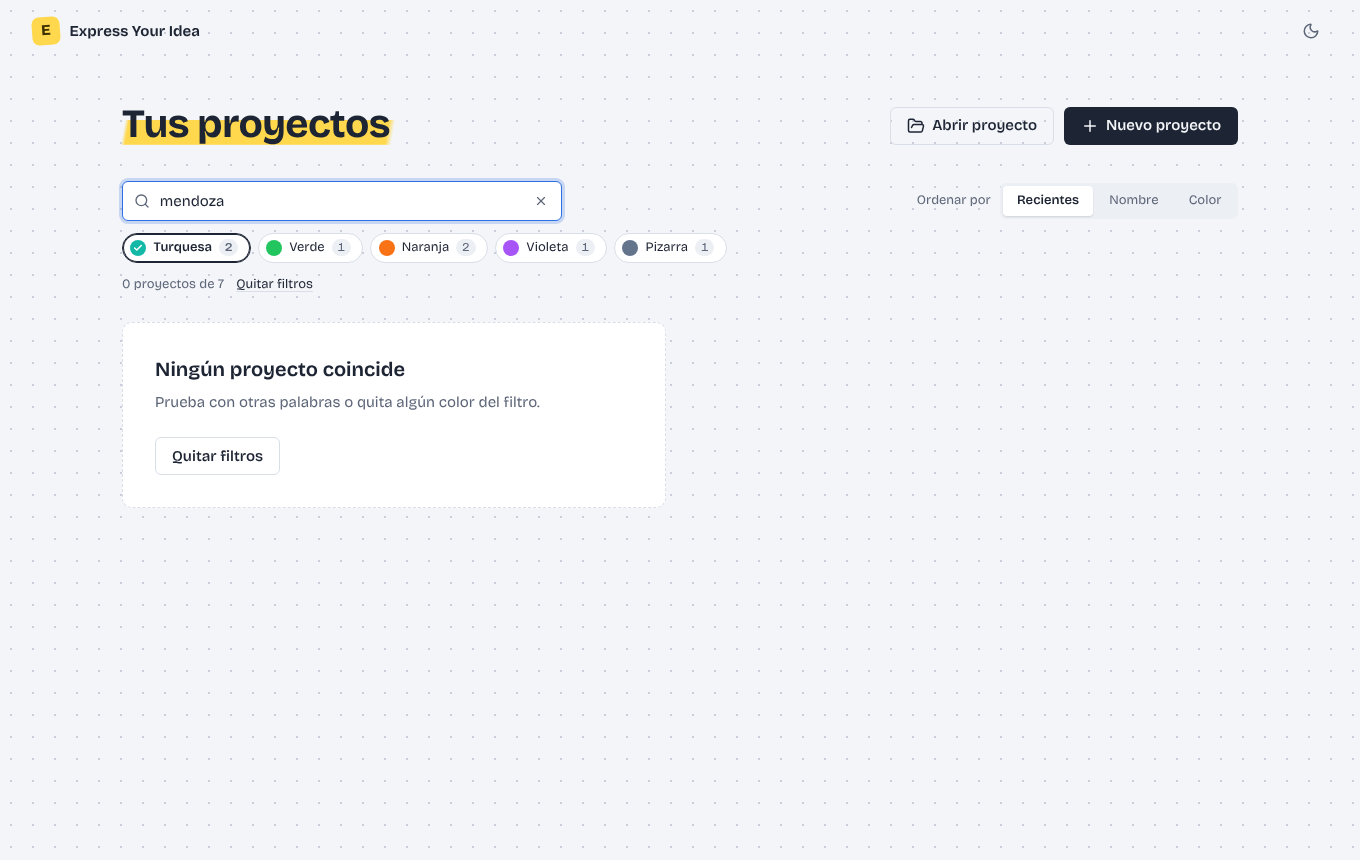 E Express Your Idea
Tus proyectos
Abrir proyecto
Nuevo proyecto
mendoza
Ordenar por Recientes Nombre Color
Turquesa 2 Verde 1 Naranja 2 Violeta 1 Pizarra 1
0 proyectos de 7 Quitar filtros
Ningún proyecto coincide
Prueba con otras palabras o quita algún color del filtro.
Quitar filtros